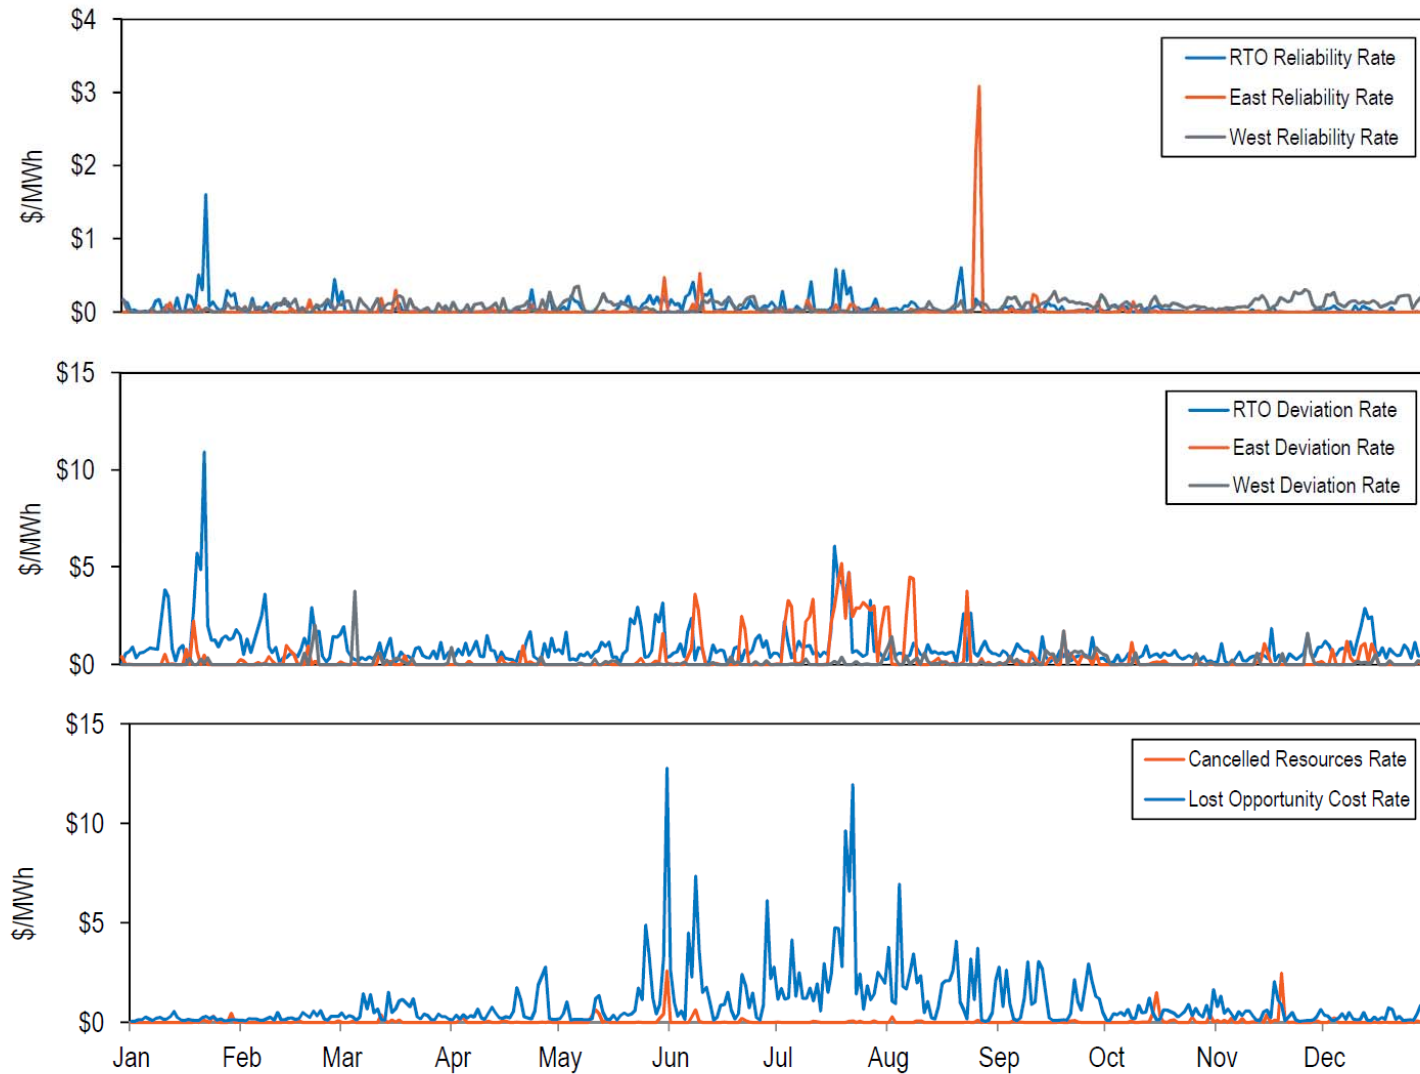 $4
$3
$2
$1
$0
$/MWh
RTO Reliability Rate
East Reliability Rate
West Reliability Rate
$15
$10
$5
$0
$/MWh
RTO Deviation Rate
East Deviation Rate
West Deviation Rate
$15
$10
$5
$0
$/MWh
Cancelled Resources Rate
Lost Opportunity Cost Rate
Jan Feb Mar Apr May Jun Jul Aug Sep Oct Nov Dec